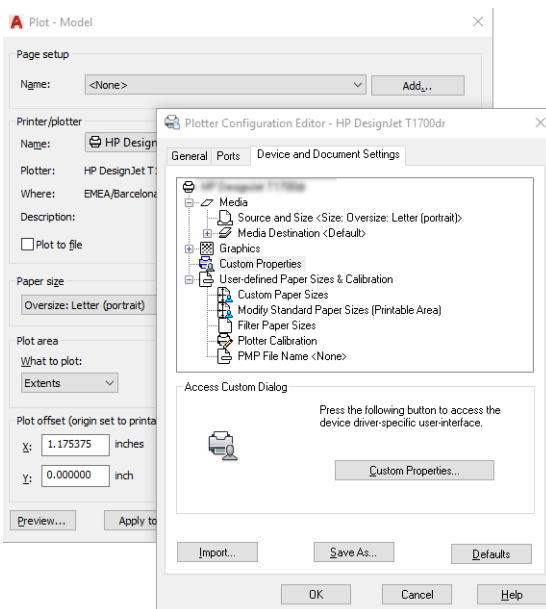 Plot - Model
Page setup
Name: <None> Add...
Printer/plotter
Name: HP Design
Plotter: HP DesignJet T1
Where: EMEA/Barcelona
Description:
Plot to file
Paper size
Oversize: Letter (portrait)
Plot area
What to plot:
Extents
Plot offset (origin set to printa
X: 1.175375 inches
Y: 0.000000 inch
Preview... Apply to
Plotter Configuration Editor - HP DesignJet T1700dr
General Ports Device and Document Settings
Media
Source and Size <Size: Oversize: Letter (portrait)>
Media Destination <Default>
Graphics
Custom Properties
User-defined Paper Sizes & Calibration
Custom Paper Sizes
Modify Standard Paper Sizes (Printable Area)
Filter Paper Sizes
Plotter Calibration
PMP File Name <None>
Access Custom Dialog
Press the following button to access the
device driver-specific user-interface.
Custom Properties...
Import... Save As... Defaults
OK Cancel Help